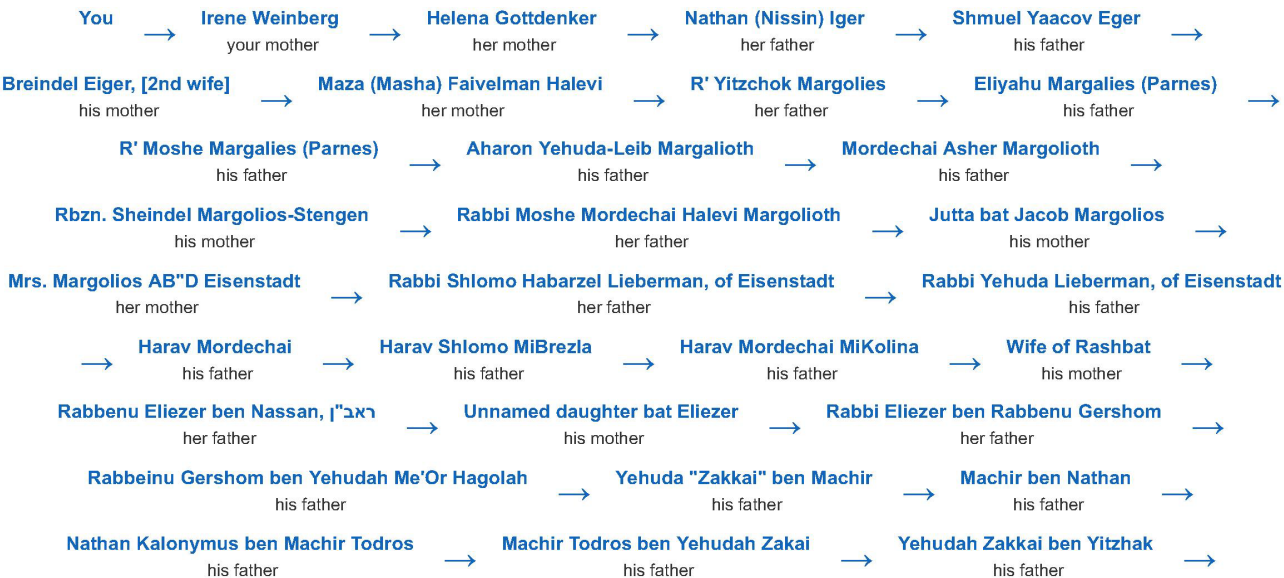 You → Irene Weinberg → Helena Gottdenker → Nathan (Nissin) Iger → Shmuel Yaacov Eger →
your mother her mother her father his father
Breindel Eiger, [2nd wife] → Maza (Masha) Faivelman Halevi → R' Yitzchok Margolies → Eliyahu Margalies (Parnes) →
his mother her mother her father his father
R' Moshe Margalies (Parnes) → Aharon Yehuda-Leib Margalioth → Mordechai Asher Margolioth →
his father his father his father
Rbzn. Sheindel Margolios-Stengen → Rabbi Moshe Mordechai Halevi Margolioth → Jutta bat Jacob Margolios →
his mother her father his mother
Mrs. Margolios AB"D Eisenstadt → Rabbi Shlomo Habarzel Lieberman, of Eisenstadt → Rabbi Yehuda Lieberman, of Eisenstadt
her mother her father his father
→ Harav Mordechai → Harav Shlomo MiBrezla → Harav Mordechai MiKolina → Wife of Rashbat →
his father his father his father his mother
Rabbenu Eliezer ben Nassan, ראב"ן → Unnamed daughter bat Eliezer → Rabbi Eliezer ben Rabbenu Gershom →
her father his mother her father
Rabbeinu Gershom ben Yehudah Me'Or Hagolah → Yehuda "Zakkai" ben Machir → Machir ben Nathan →
his father his father his father
Nathan Kalonymus ben Machir Todros → Machir Todros ben Yehudah Zakai → Yehudah Zakkai ben Yitzhak →
his father his father his father